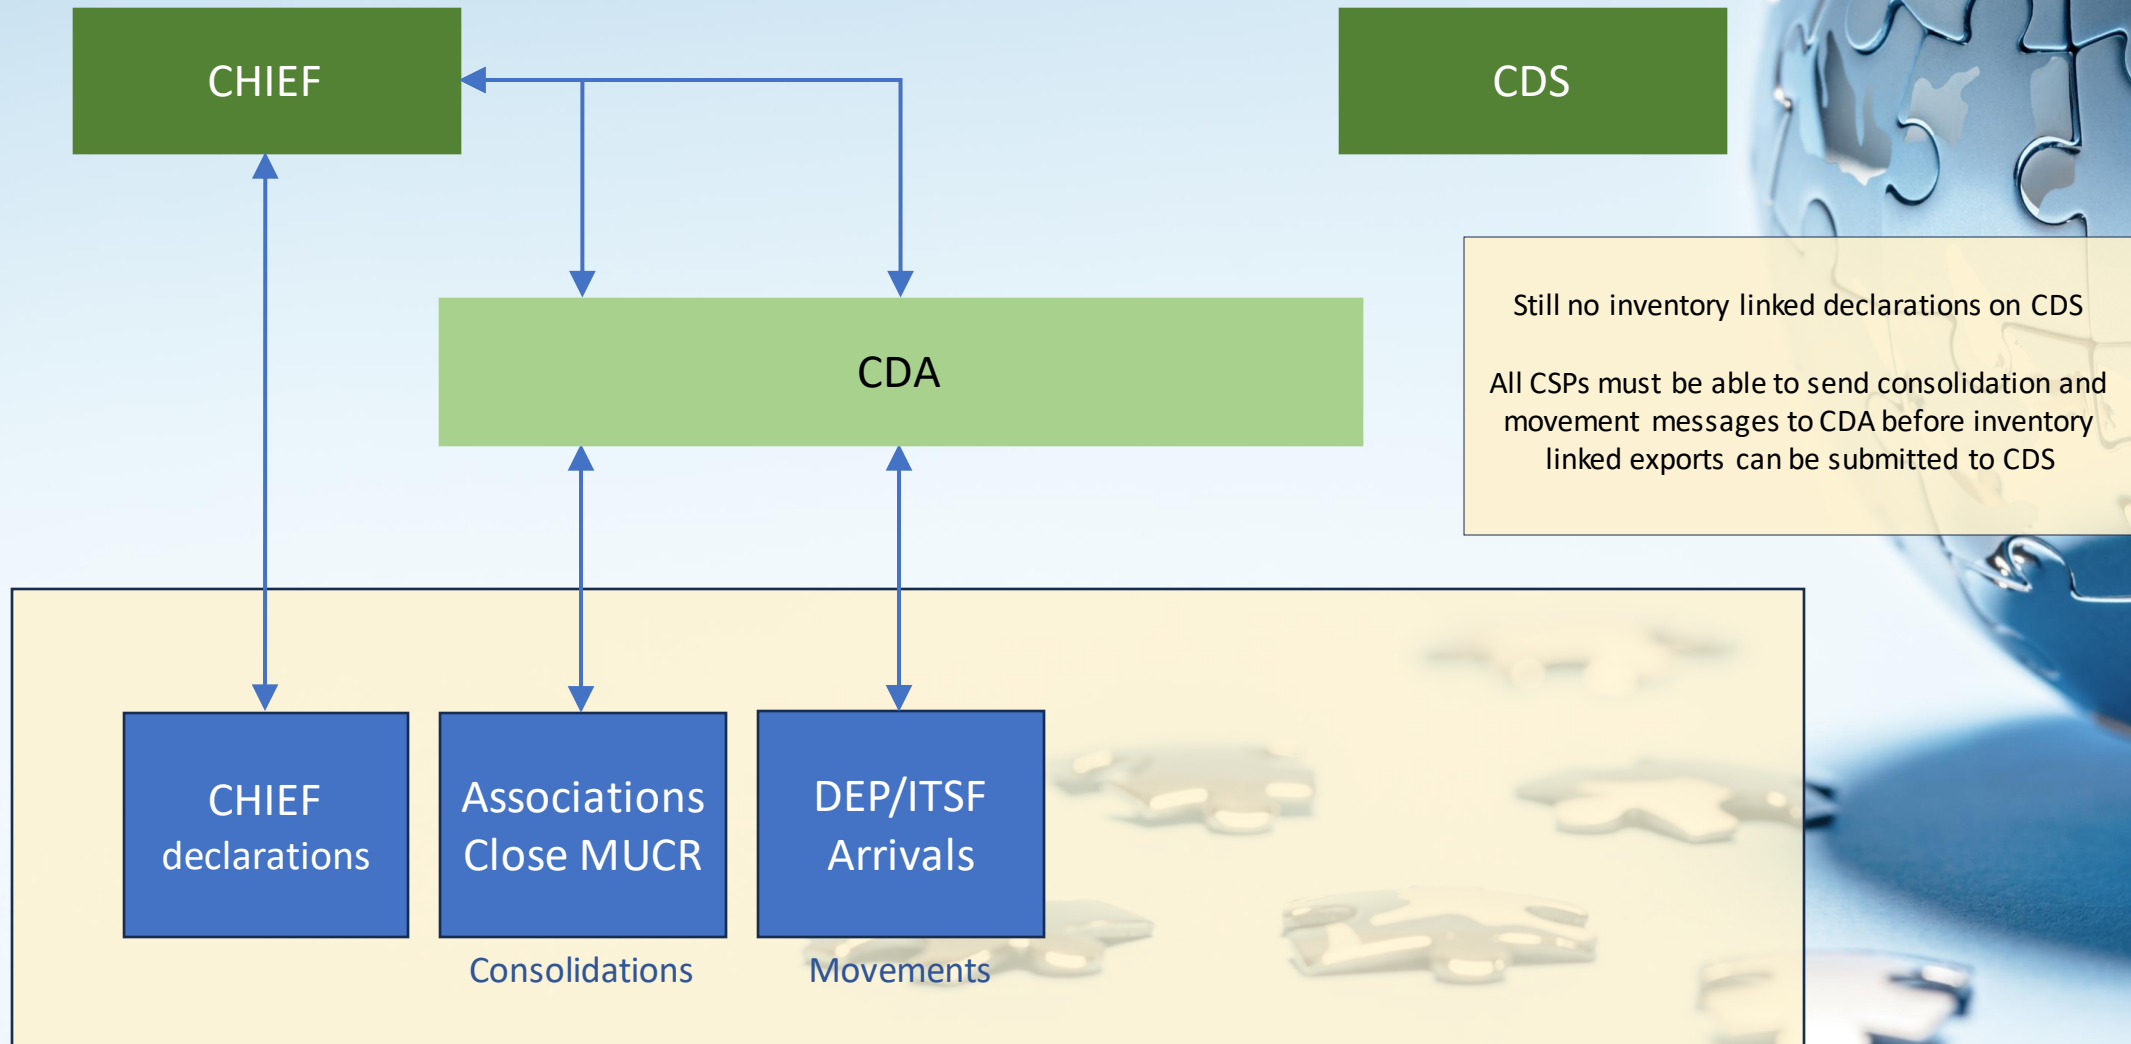 CHIEF
CDS
Still no inventory linked declarations on CDS
All CSPs must be able to send consolidation and
movement messages to CDA before inventory
linked exports can be submitted to CDS
CDA
CHIEF
declarations
Associations
Close MUCR
DEP/ITSF
Arrivals
Consolidations
Movements